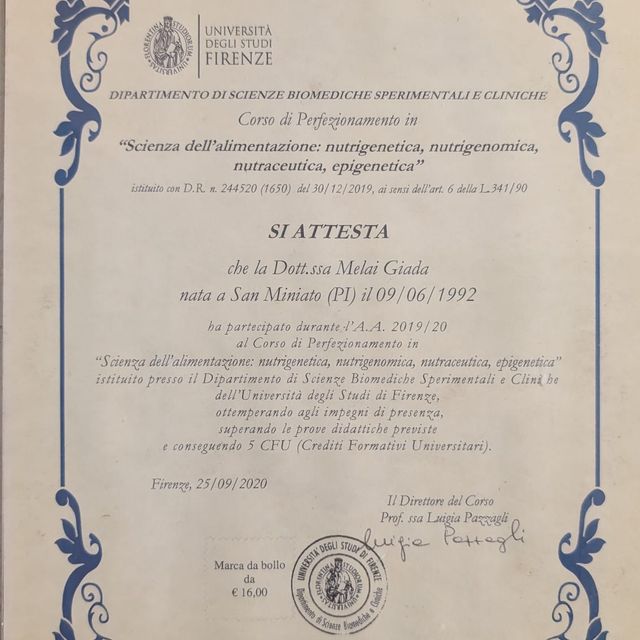 UNIVERSITÀ
DEGLI STUDI
FIRENZE
DIPARTIMENTO DI SCIENZE BIOMEDICHE SPERIMENTALI E CLINICHE
Corso di Perfezionamento in
“Scienza dell'alimentazione: nutrigenetica, nutrigenomica,
nutraceutica, epigenetica”
istituito con D.R. n. 244520 (1650) del 30/12/2019, ai sensi dell'art. 6 della L.341/90
SI ATTESTA
che la Dott.ssa Melai Giada
nata a San Miniato (PI) il 09/06/1992
ha partecipato durante l'A.A. 2019/20
al Corso di Perfezionamento in
“Scienza dell'alimentazione: nutrigenetica, nutrigenomica, nutraceutica, epigenetica”
istituito presso il Dipartimento di Scienze Biomediche Sperimentali e Cliniche
dell'Università degli Studi di Firenze,
ottemperando agli impegni di presenza,
superando le prove didattiche previste
e conseguendo 5 CFU (Crediti Formativi Universitari).
Firenze, 25/09/2020
Il Direttore del Corso
Prof. ssa Luigia Pazzagli
Luigia Pazzagli
Marca da bollo
da
€ 16,00
UNIVERSITÀ DEGLI STUDI DI FIRENZE
Dipartimento di Scienze Biomediche Sperimentali e Cliniche